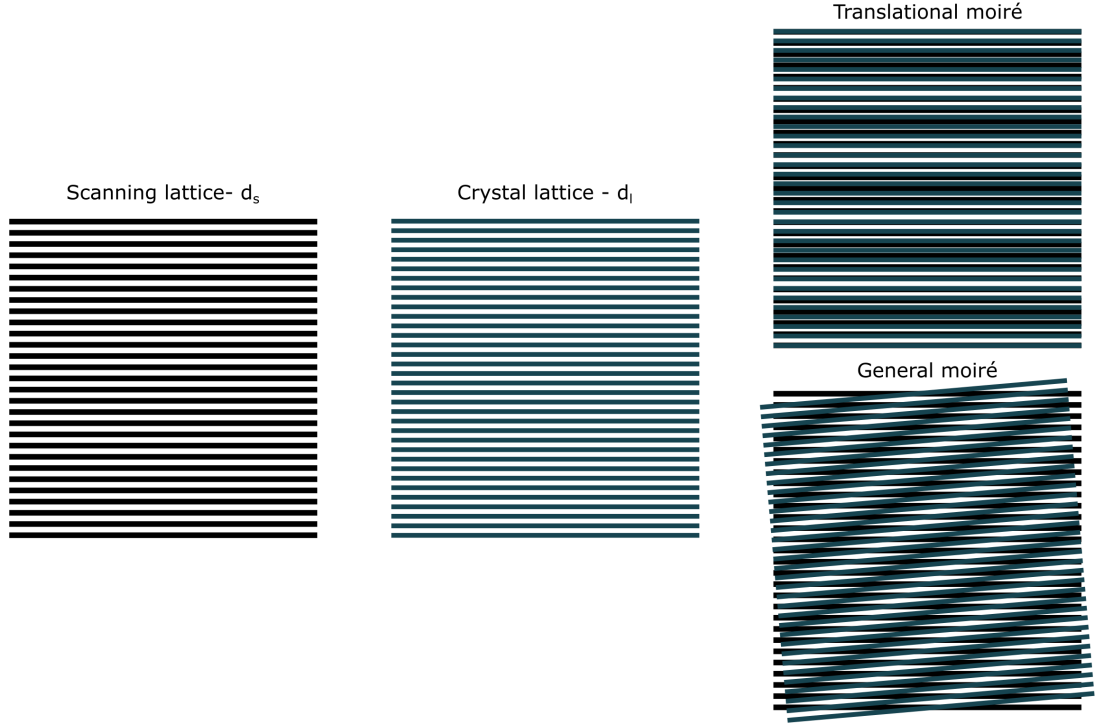 Translational moiré
Scanning lattice- ds
Crystal lattice - dl
General moiré